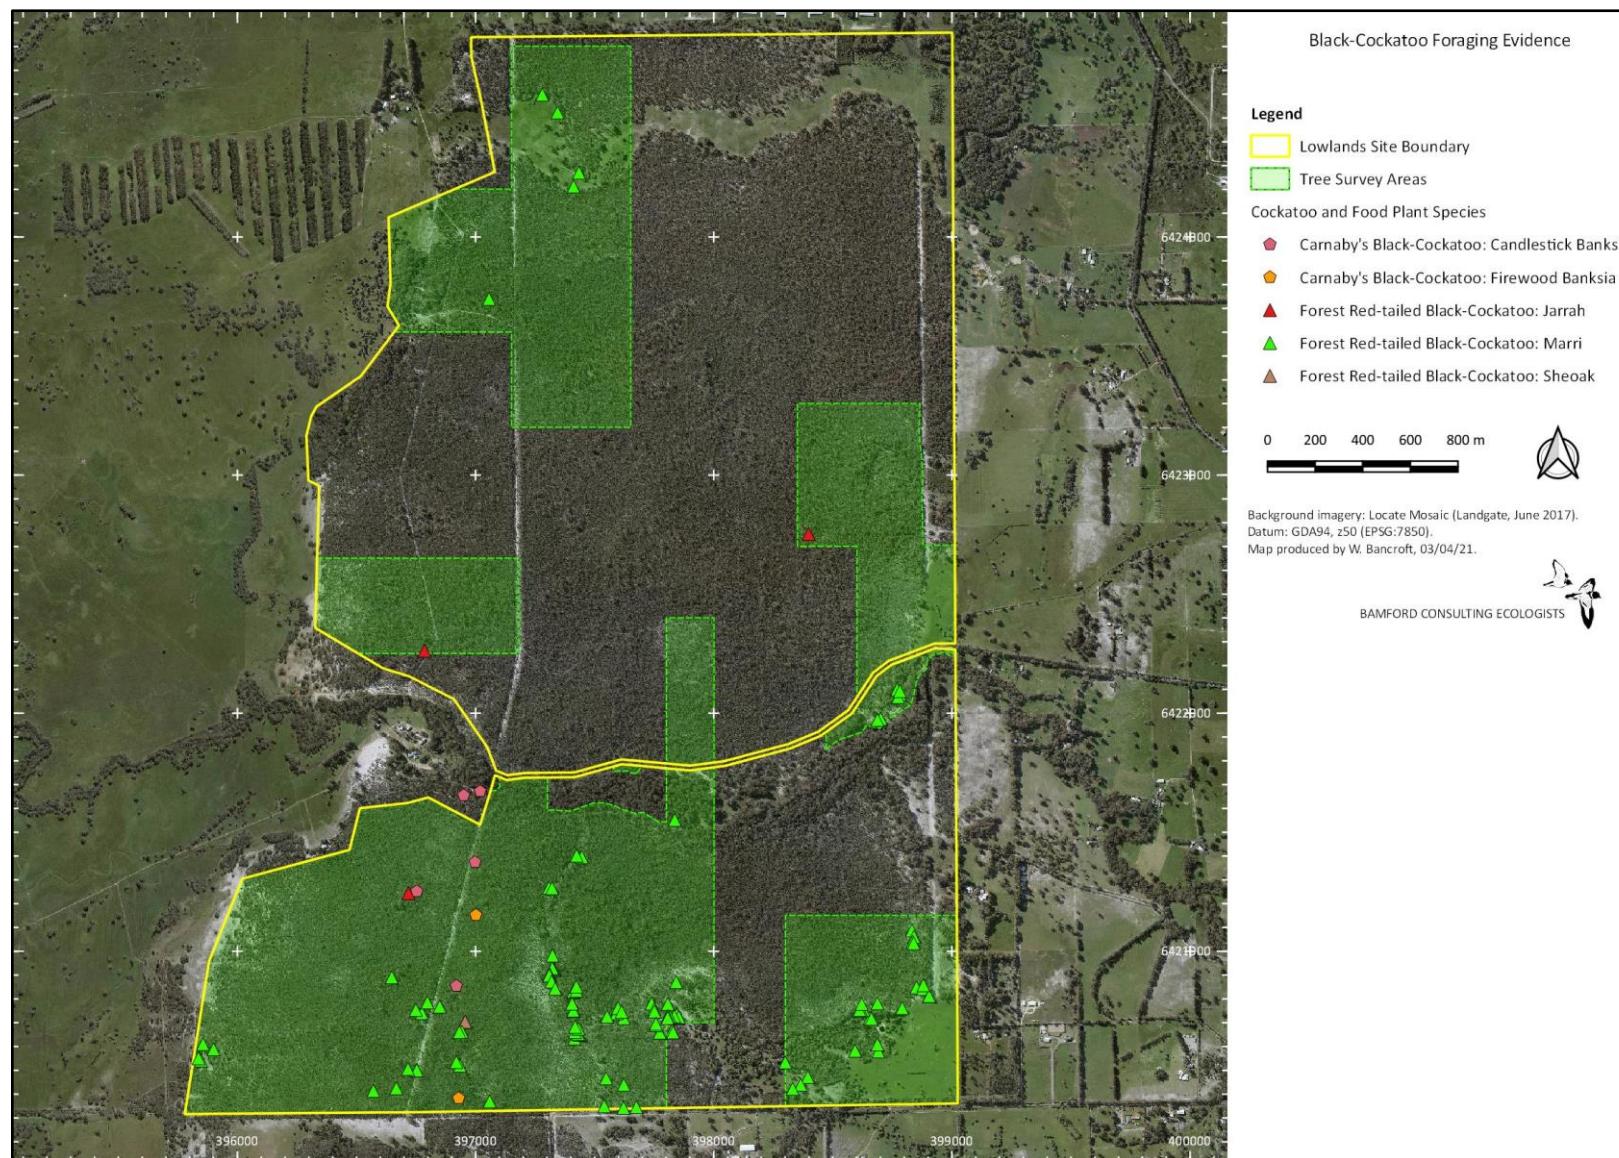 Black-Cockatoo Foraging Evidence
Legend
Lowlands Site Boundary
Tree Survey Areas
Cockatoo and Food Plant Species
Carnaby's Black-Cockatoo: Candlestick Banks
Carnaby's Black-Cockatoo: Firewood Banksia
Forest Red-tailed Black-Cockatoo: Jarrah
Forest Red-tailed Black-Cockatoo: Marri
Forest Red-tailed Black-Cockatoo: Sheoak
0 200 400 600 800 m
Background imagery: Locate Mosaic (Landgate, June 2017).
Datum: GDA94, z50 (EPSG:7850).
Map produced by W. Bancroft, 03/04/21.
BAMFORD CONSULTING ECOLOGISTS
6424000
6423000
6422000
6421000
396000 397000 398000 399000 400000